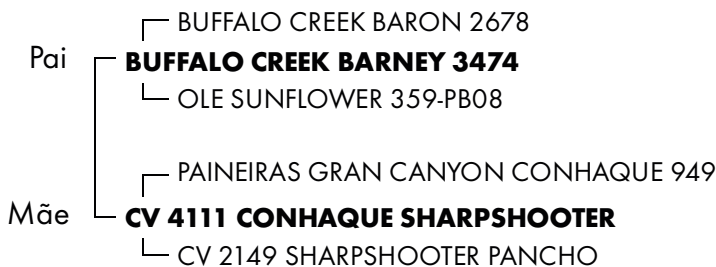 BUFFALO CREEK BARON 2678
Pai BUFFALO CREEK BARNEY 3474
OLE SUNFLOWER 359-PB08
PAINEIRAS GRAN CANYON CONHAQUE 949
Mãe CV 4111 CONHAQUE SHARPSHOOTER
CV 2149 SHARPSHOOTER PANCHO